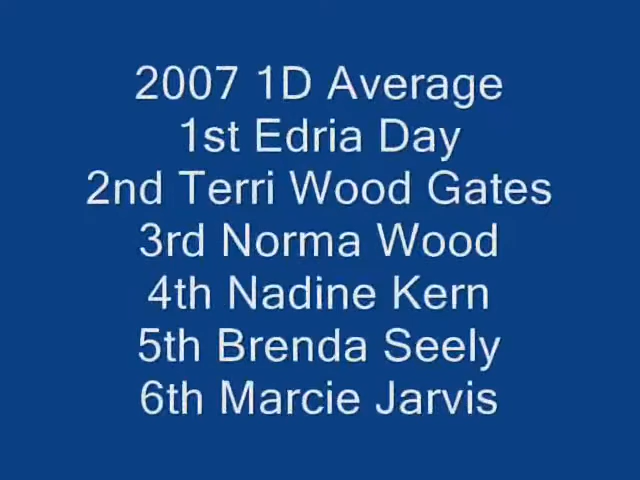 2007 1D Average
1st Edria Day
2nd Terri Wood Gates
3rd Norma Wood
4th Nadine Kern
5th Brenda Seely
6th Marcie Jarvis